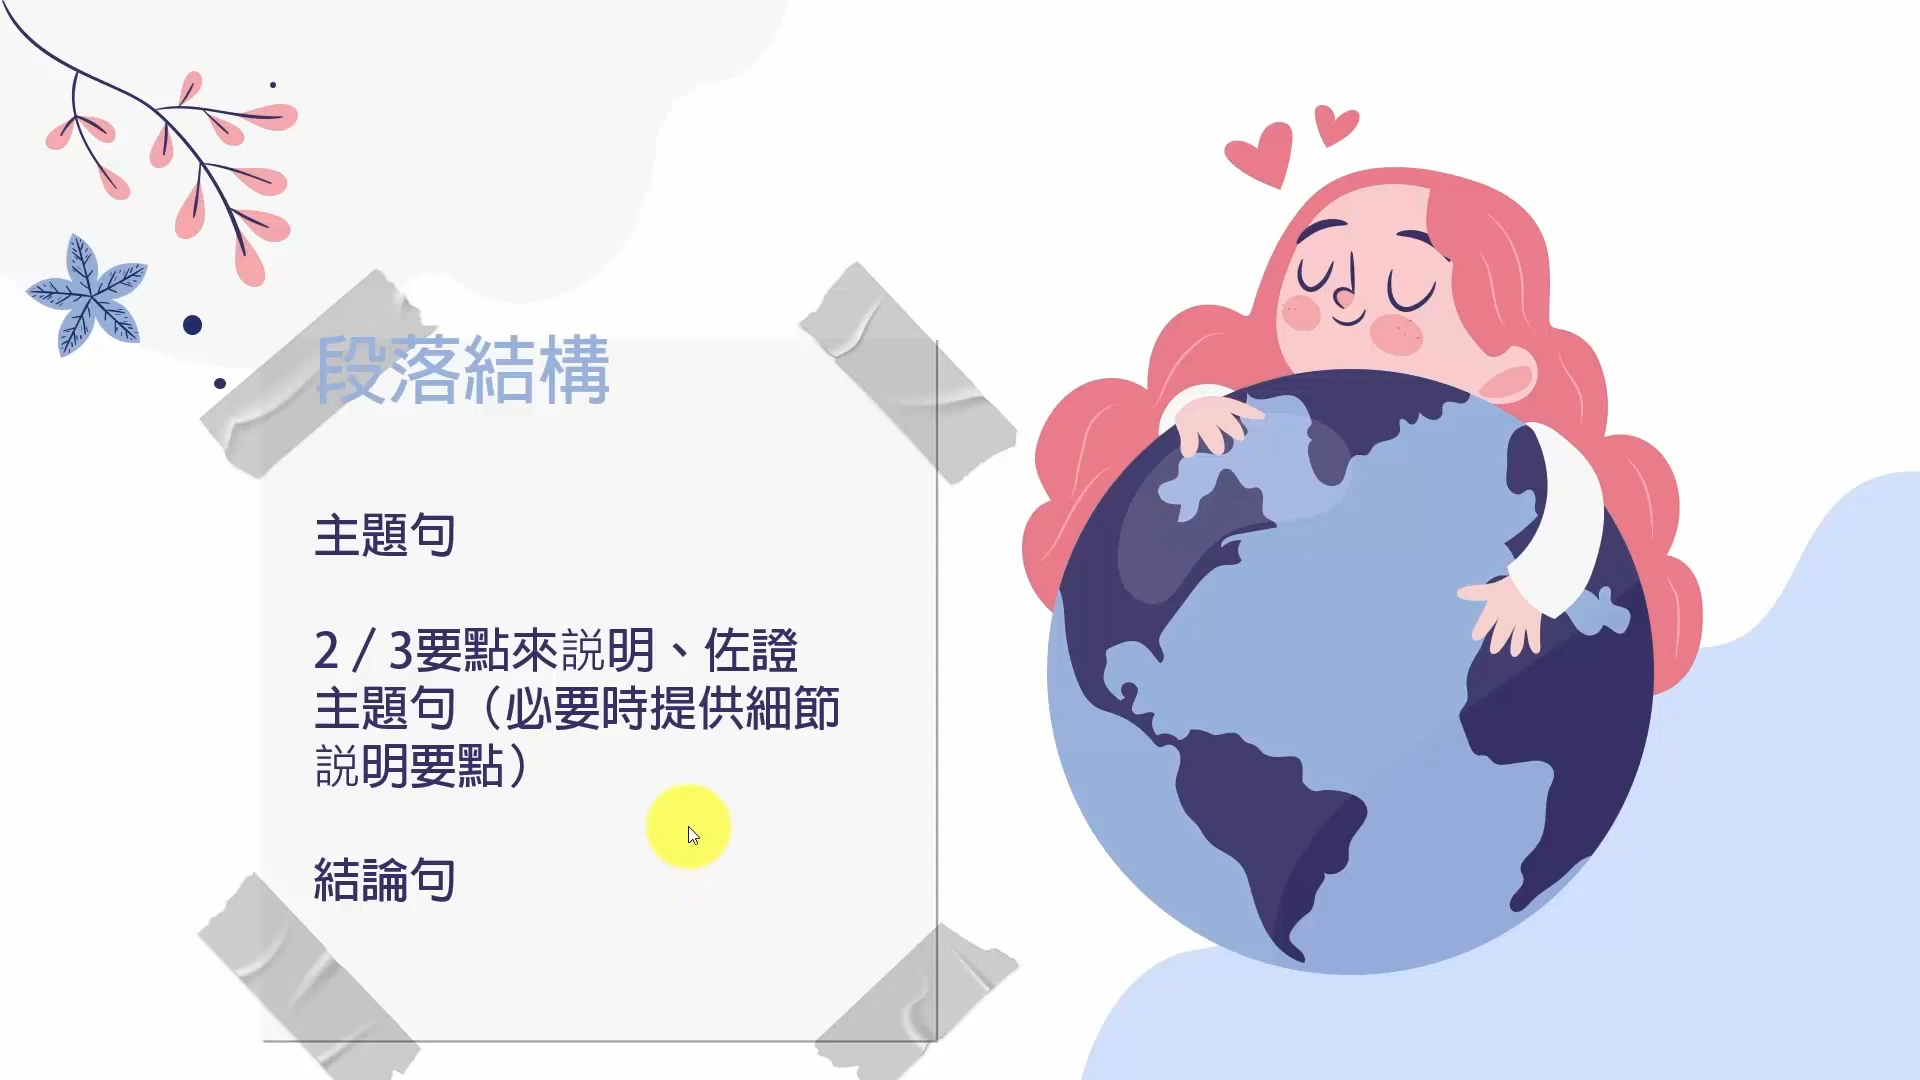 段落結構
主題句
2／3要點來説明、佐證
主題句（必要時提供細節
説明要點）
結論句